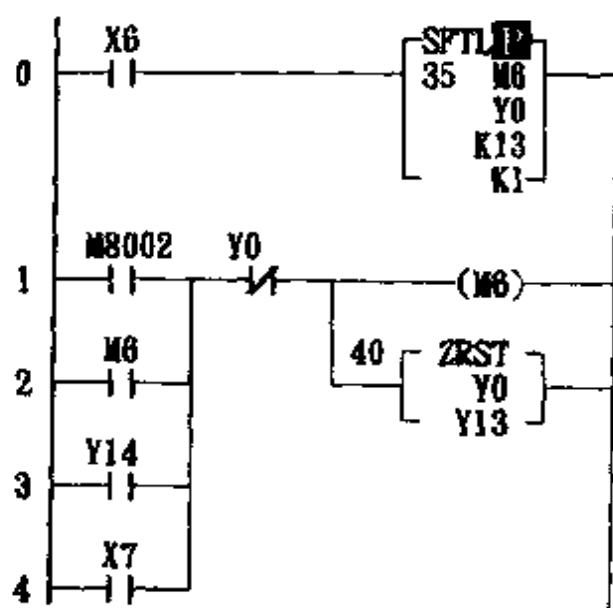 X6
SFTL P
0
35 M6
Y0
K13
K1
M8002 Y0
1
(M6)
M6
40 ZRST
2
Y0
Y13
Y14
3
X7
4